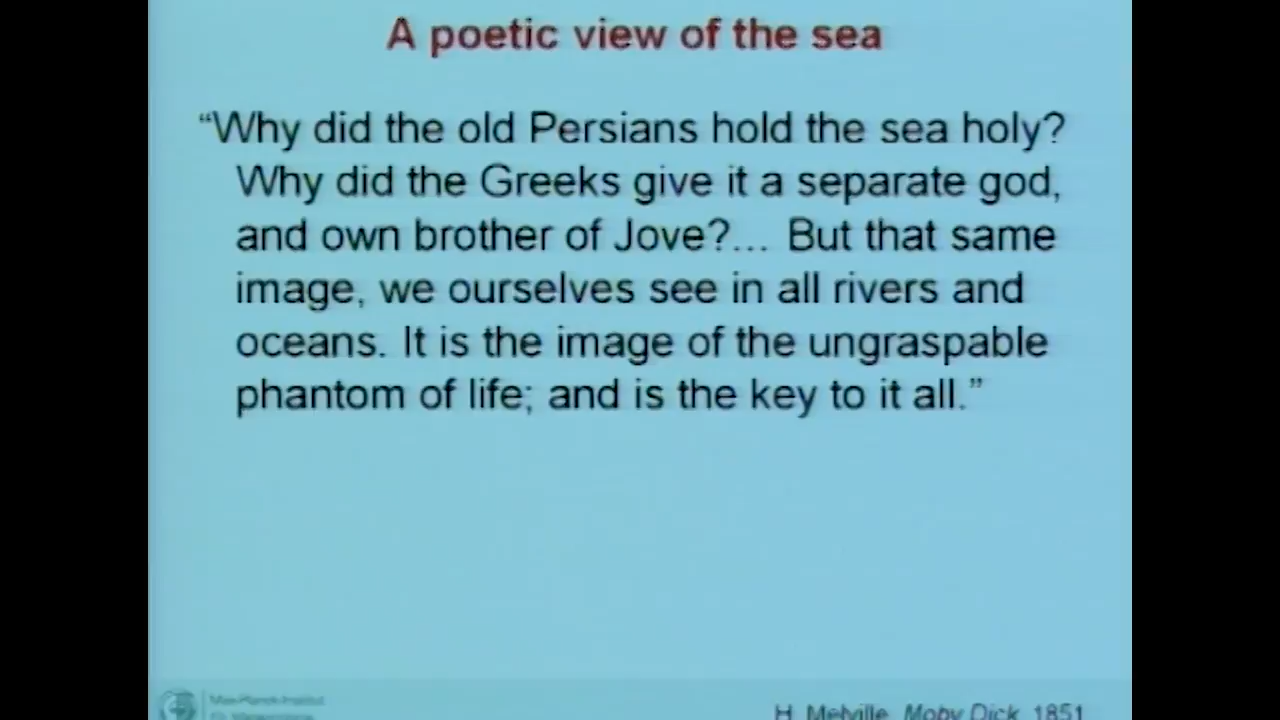 A poetic view of the sea
“Why did the old Persians hold the sea holy?
Why did the Greeks give it a separate god,
and own brother of Jove?... But that same
image, we ourselves see in all rivers and
oceans. It is the image of the ungraspable
phantom of life; and is the key to it all.”
Max-Planck-Institut
H. Melville, Moby Dick, 1851